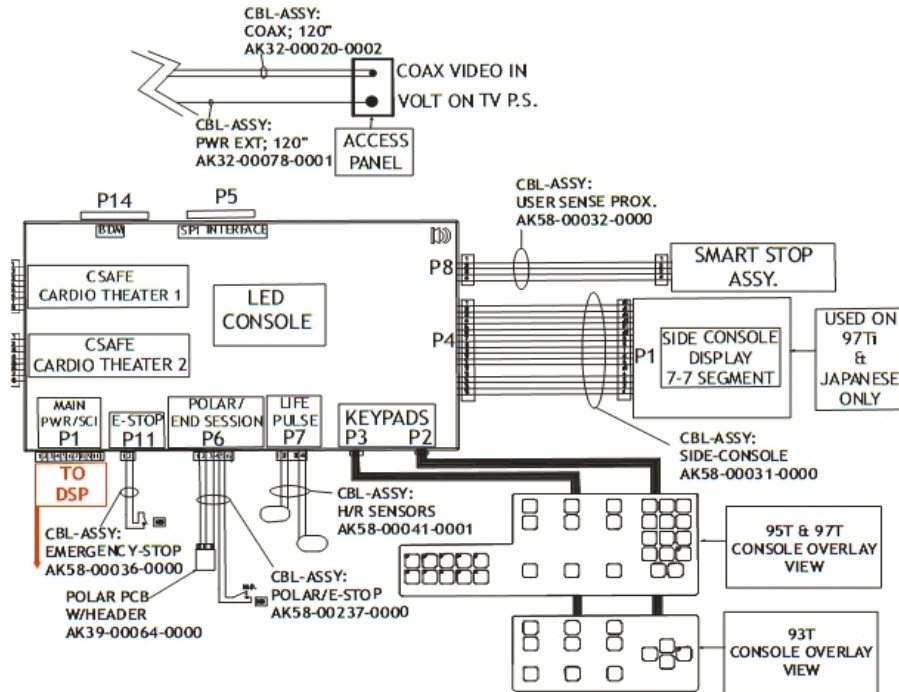 CBL-ASSY:
COAX; 120"
AK32-00020-0002
COAX VIDEO IN
VOLT ON TV P.S.
CBL-ASSY:
PWR EXT; 120"
AK32-00078-0001
ACCESS
PANEL
CBL-ASSY:
USER SENSE PROX.
AK58-00032-0000
P14
P5
BDM
SPI INTERFACE
P8
SMART STOP
ASSY.
CSAFE
CARDIO THEATER 1
LED
CONSOLE
CSAFE
CARDIO THEATER 2
P4
P1
SIDE CONSOLE
DISPLAY
7-7 SEGMENT
USED ON
97Ti
&
JAPANESE
ONLY
MAIN
PWR/SCI
P1
E-STOP
P11
POLAR/
END SESSION
P6
LIFE
PULSE
P7
KEYPADS
P3
P2
CBL-ASSY:
SIDE-CONSOLE
AK58-00031-0000
TO
DSP
CBL-ASSY:
EMERGENCY-STOP
AK58-00036-0000
CBL-ASSY:
H/R SENSORS
AK58-00041-0001
POLAR PCB
W/HEADER
AK39-00064-0000
CBL-ASSY:
POLAR/E-STOP
AK58-00237-0000
95T & 97T
CONSOLE OVERLAY
VIEW
93T
CONSOLE OVERLAY
VIEW